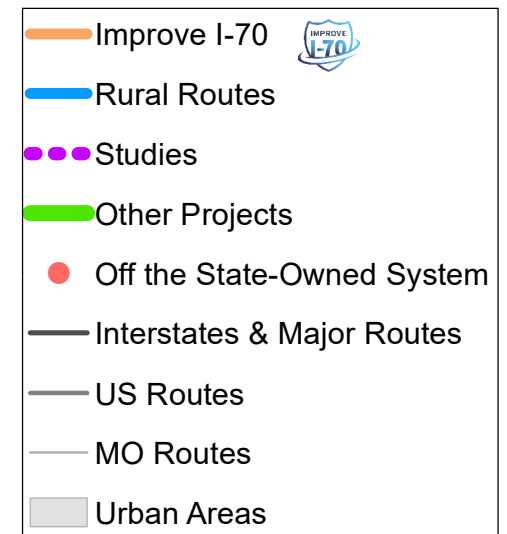 Improve I-70
IMPROVE
I-70
Rural Routes
Studies
Other Projects
Off the State-Owned System
Interstates & Major Routes
US Routes
MO Routes
Urban Areas